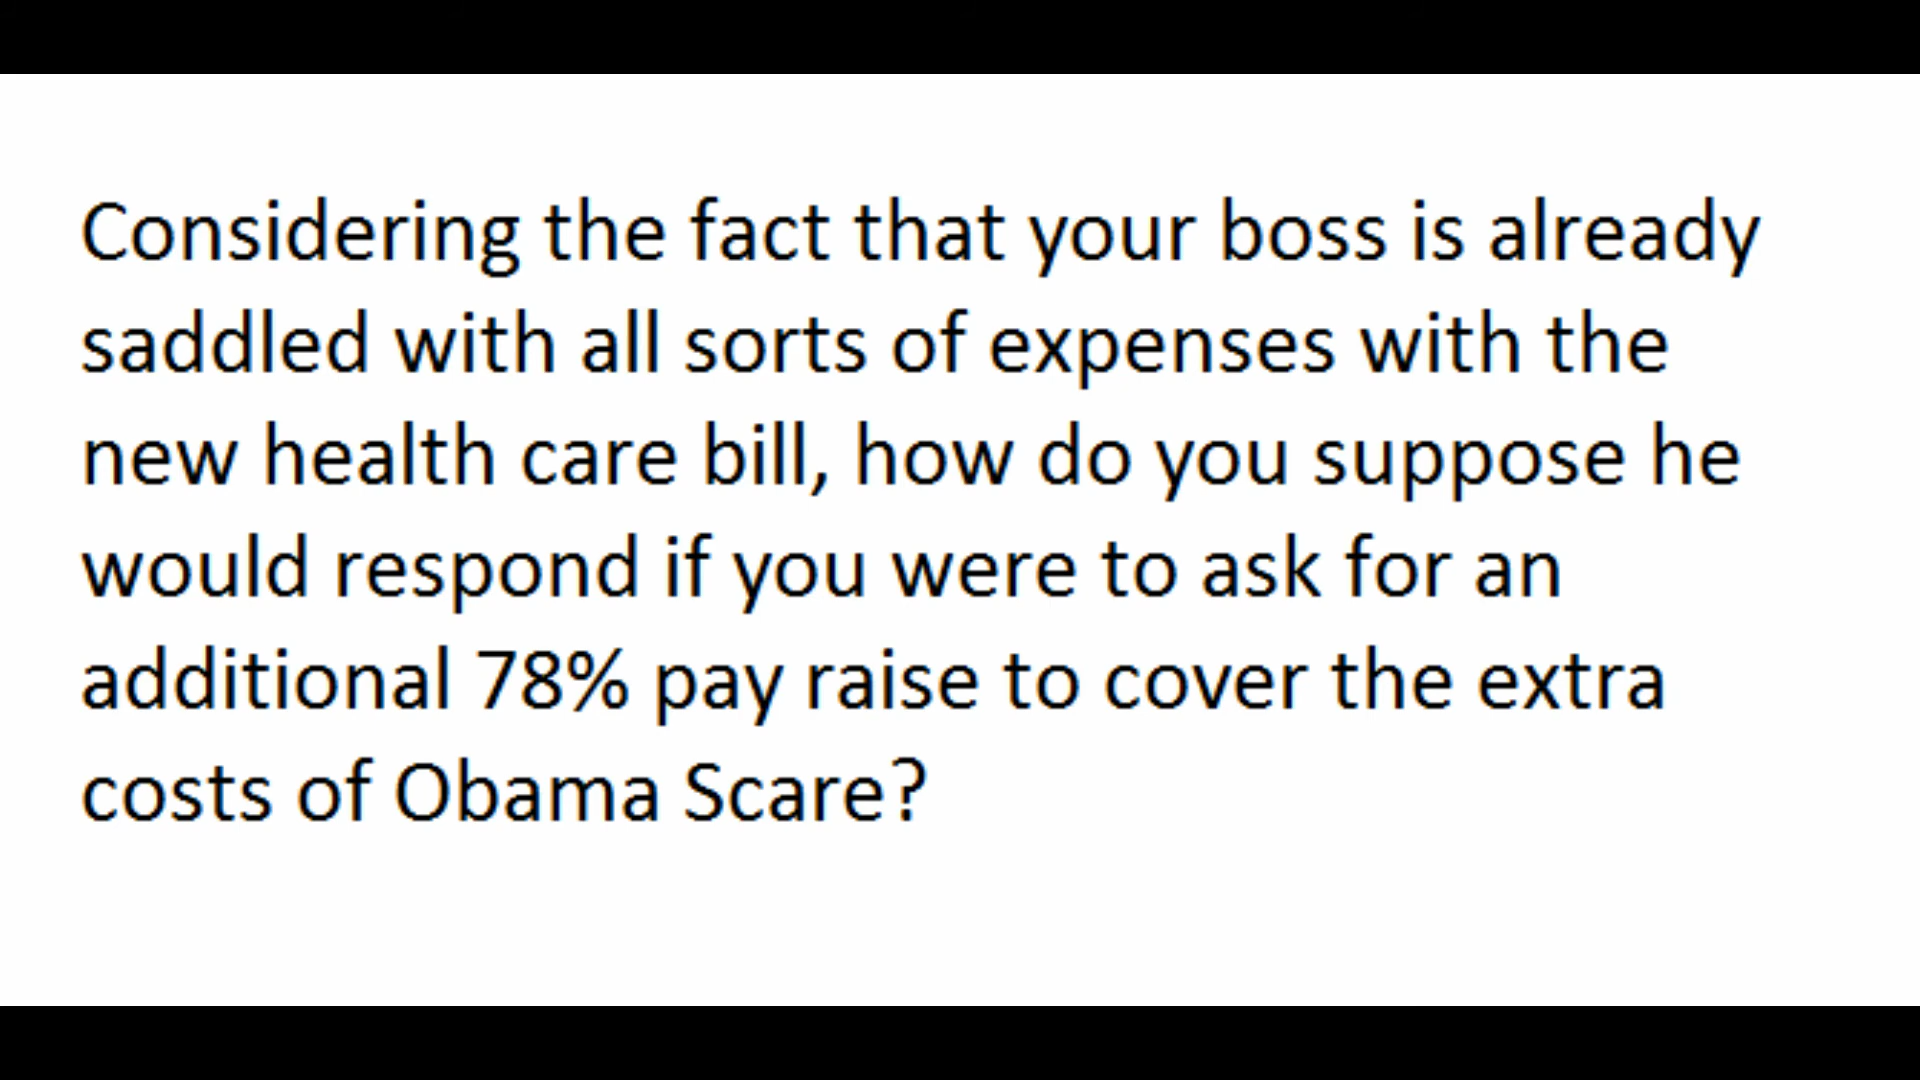 Considering the fact that your boss is already
saddled with all sorts of expenses with the
new health care bill, how do you suppose he
would respond if you were to ask for an
additional 78% pay raise to cover the extra
costs of Obama Scare?